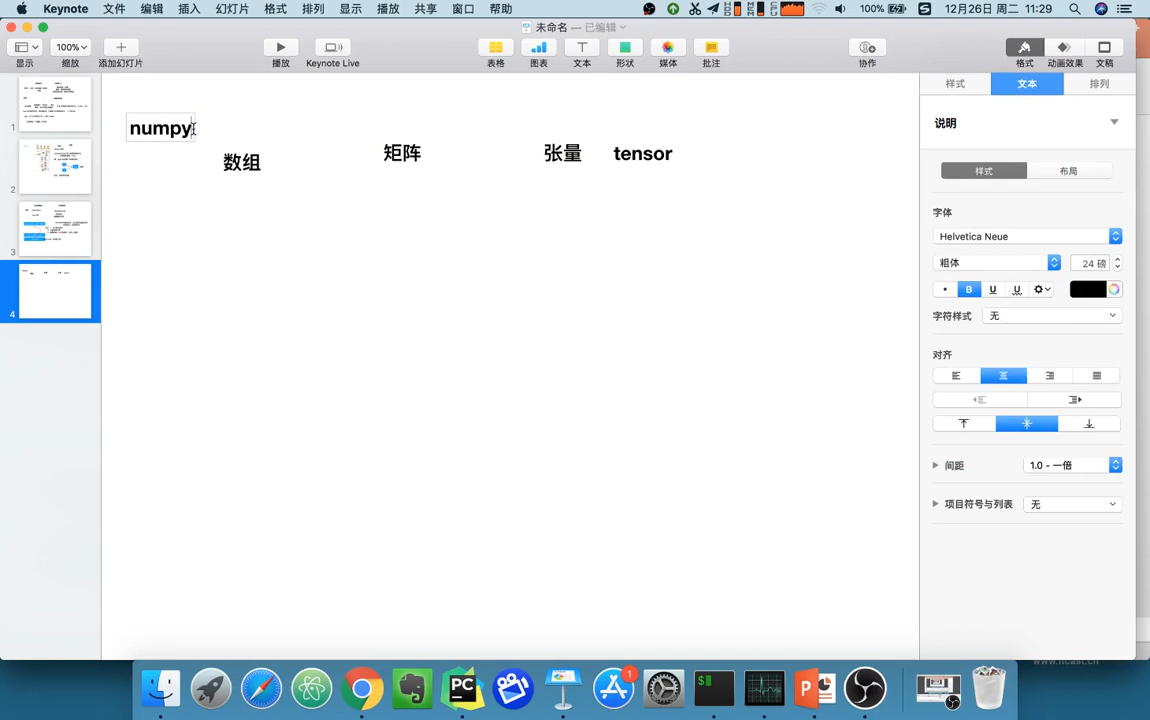 Keynote 文件 编辑 插入 幻灯片 格式 排列 显示 播放 共享 窗口 帮助 100% 12月26日 周二 11:29
未命名 — 已编辑
100%
显示 缩放 添加幻灯片 播放 Keynote Live 表格 图表 文本 形状 媒体 批注 协作 格式 动画效果 文稿
样式 文本 排列
说明
样式 布局
字体
Helvetica Neue
粗体 24 磅
B U U
字符样式 无
对齐
间距 1.0 - 一倍
项目符号与列表 无
numpy
数组 矩阵 张量 tensor
1
2
3
4
PC
1
$
P